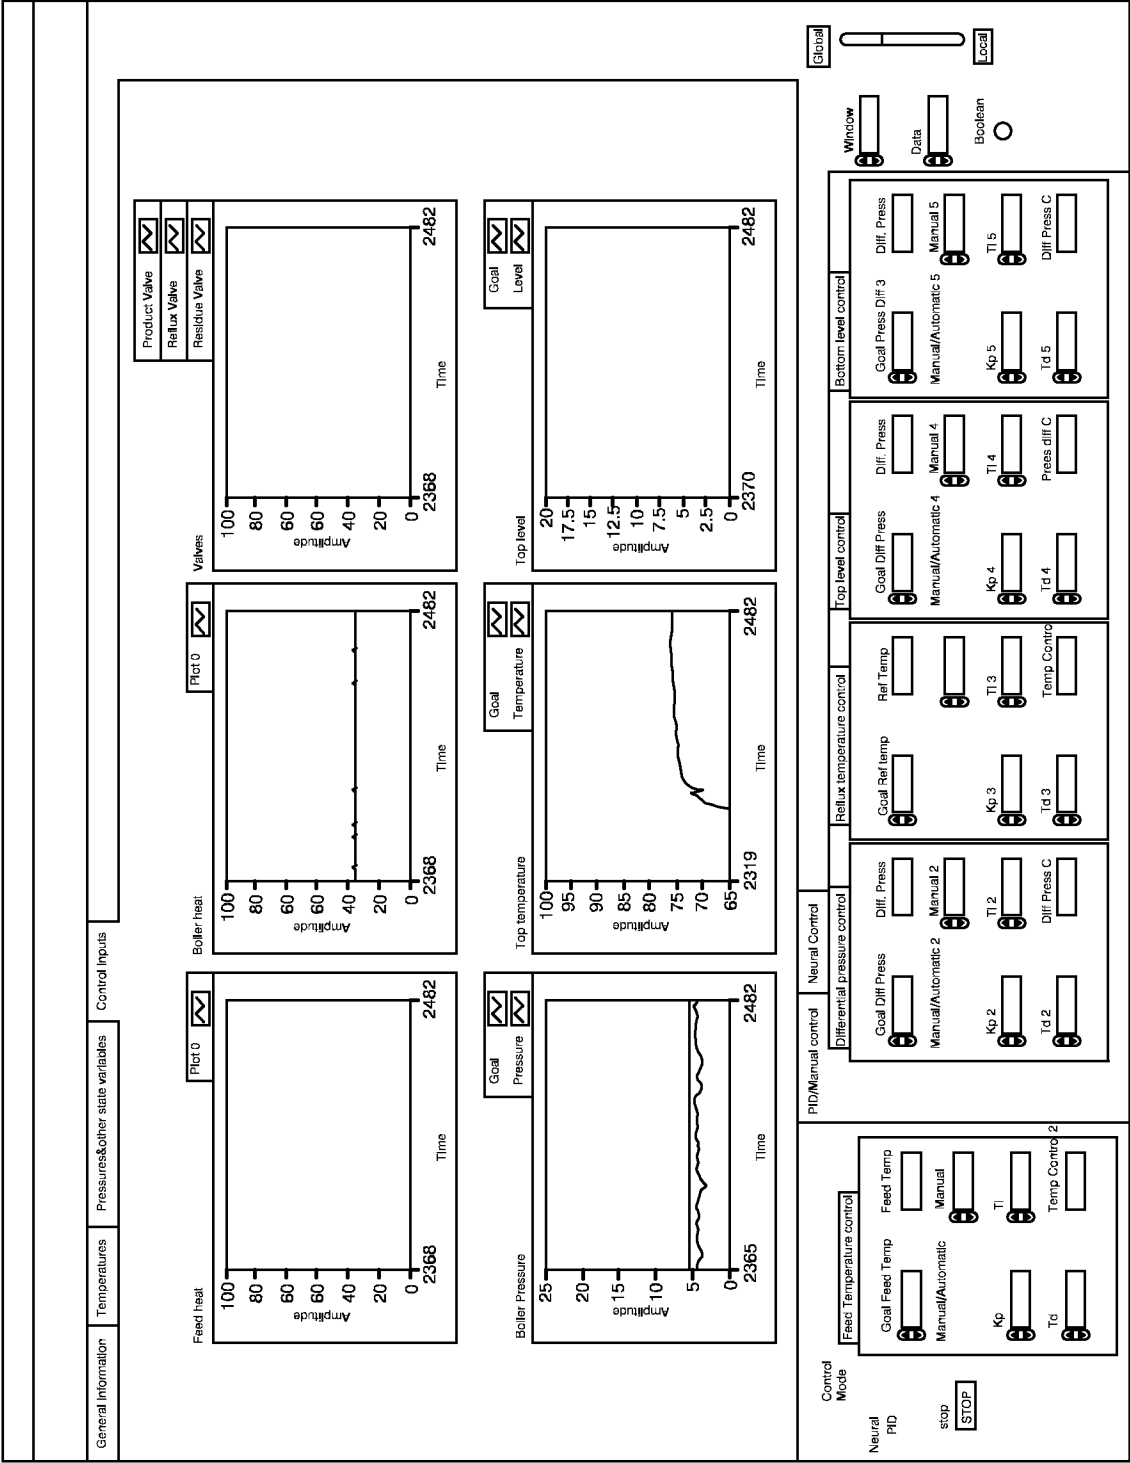 General Information
Temperatures
Pressures&other state variables
Control Inputs
Feed heat
Plot 0
100
80
60
60
40
20
0
Amplitude
2368
2482
Time
Boiler heat
Plot 0
100
80
60
60
40
20
0
Amplitude
2368
2482
Time
Valves
Product Valve
Reflux Valve
Residue Valve
100
80
60
60
40
20
0
Amplitude
2368
2482
Time
Boiler Pressure
Goal
Pressure
25
20
15
10
5
0
Amplitude
2365
2482
Time
Top temperature
Goal
Temperature
100
95
90
85
80
75
70
65
Amplitude
2319
2482
Time
Top level
Goal
Level
20
17.5
15
12.5
10
7.5
5
2.5
0
Amplitude
2370
2482
Time
Control
Mode
Neural
PID
stop
STOP
Feed Temperature control
Goal Feed Temp
Feed Temp
Manual/Automatic
Manual
Kp
TI
Td
Temp Control 2
PID/Manual control
Neural Control
Differential pressure control
Goal Diff Press
Diff. Press
Manual/Automatic 2
Manual 2
Kp 2
TI 2
Td 2
Diff Press C
Reflux temperature control
Goal Ref temp
Ref Temp
Kp 3
TI 3
Td 3
Temp Contrc
Top level control
Goal Diff Press
Diff. Press
Manual/Automatic 4
Manual 4
Kp 4
TI 4
Td 4
Prees diff C
Bottom level control
Goal Press Diff 3
Diff. Press
Manual/Automatic 5
Manual 5
Kp 5
TI 5
Td 5
Diff Press C
Window
Data
Boolean
Global
Local